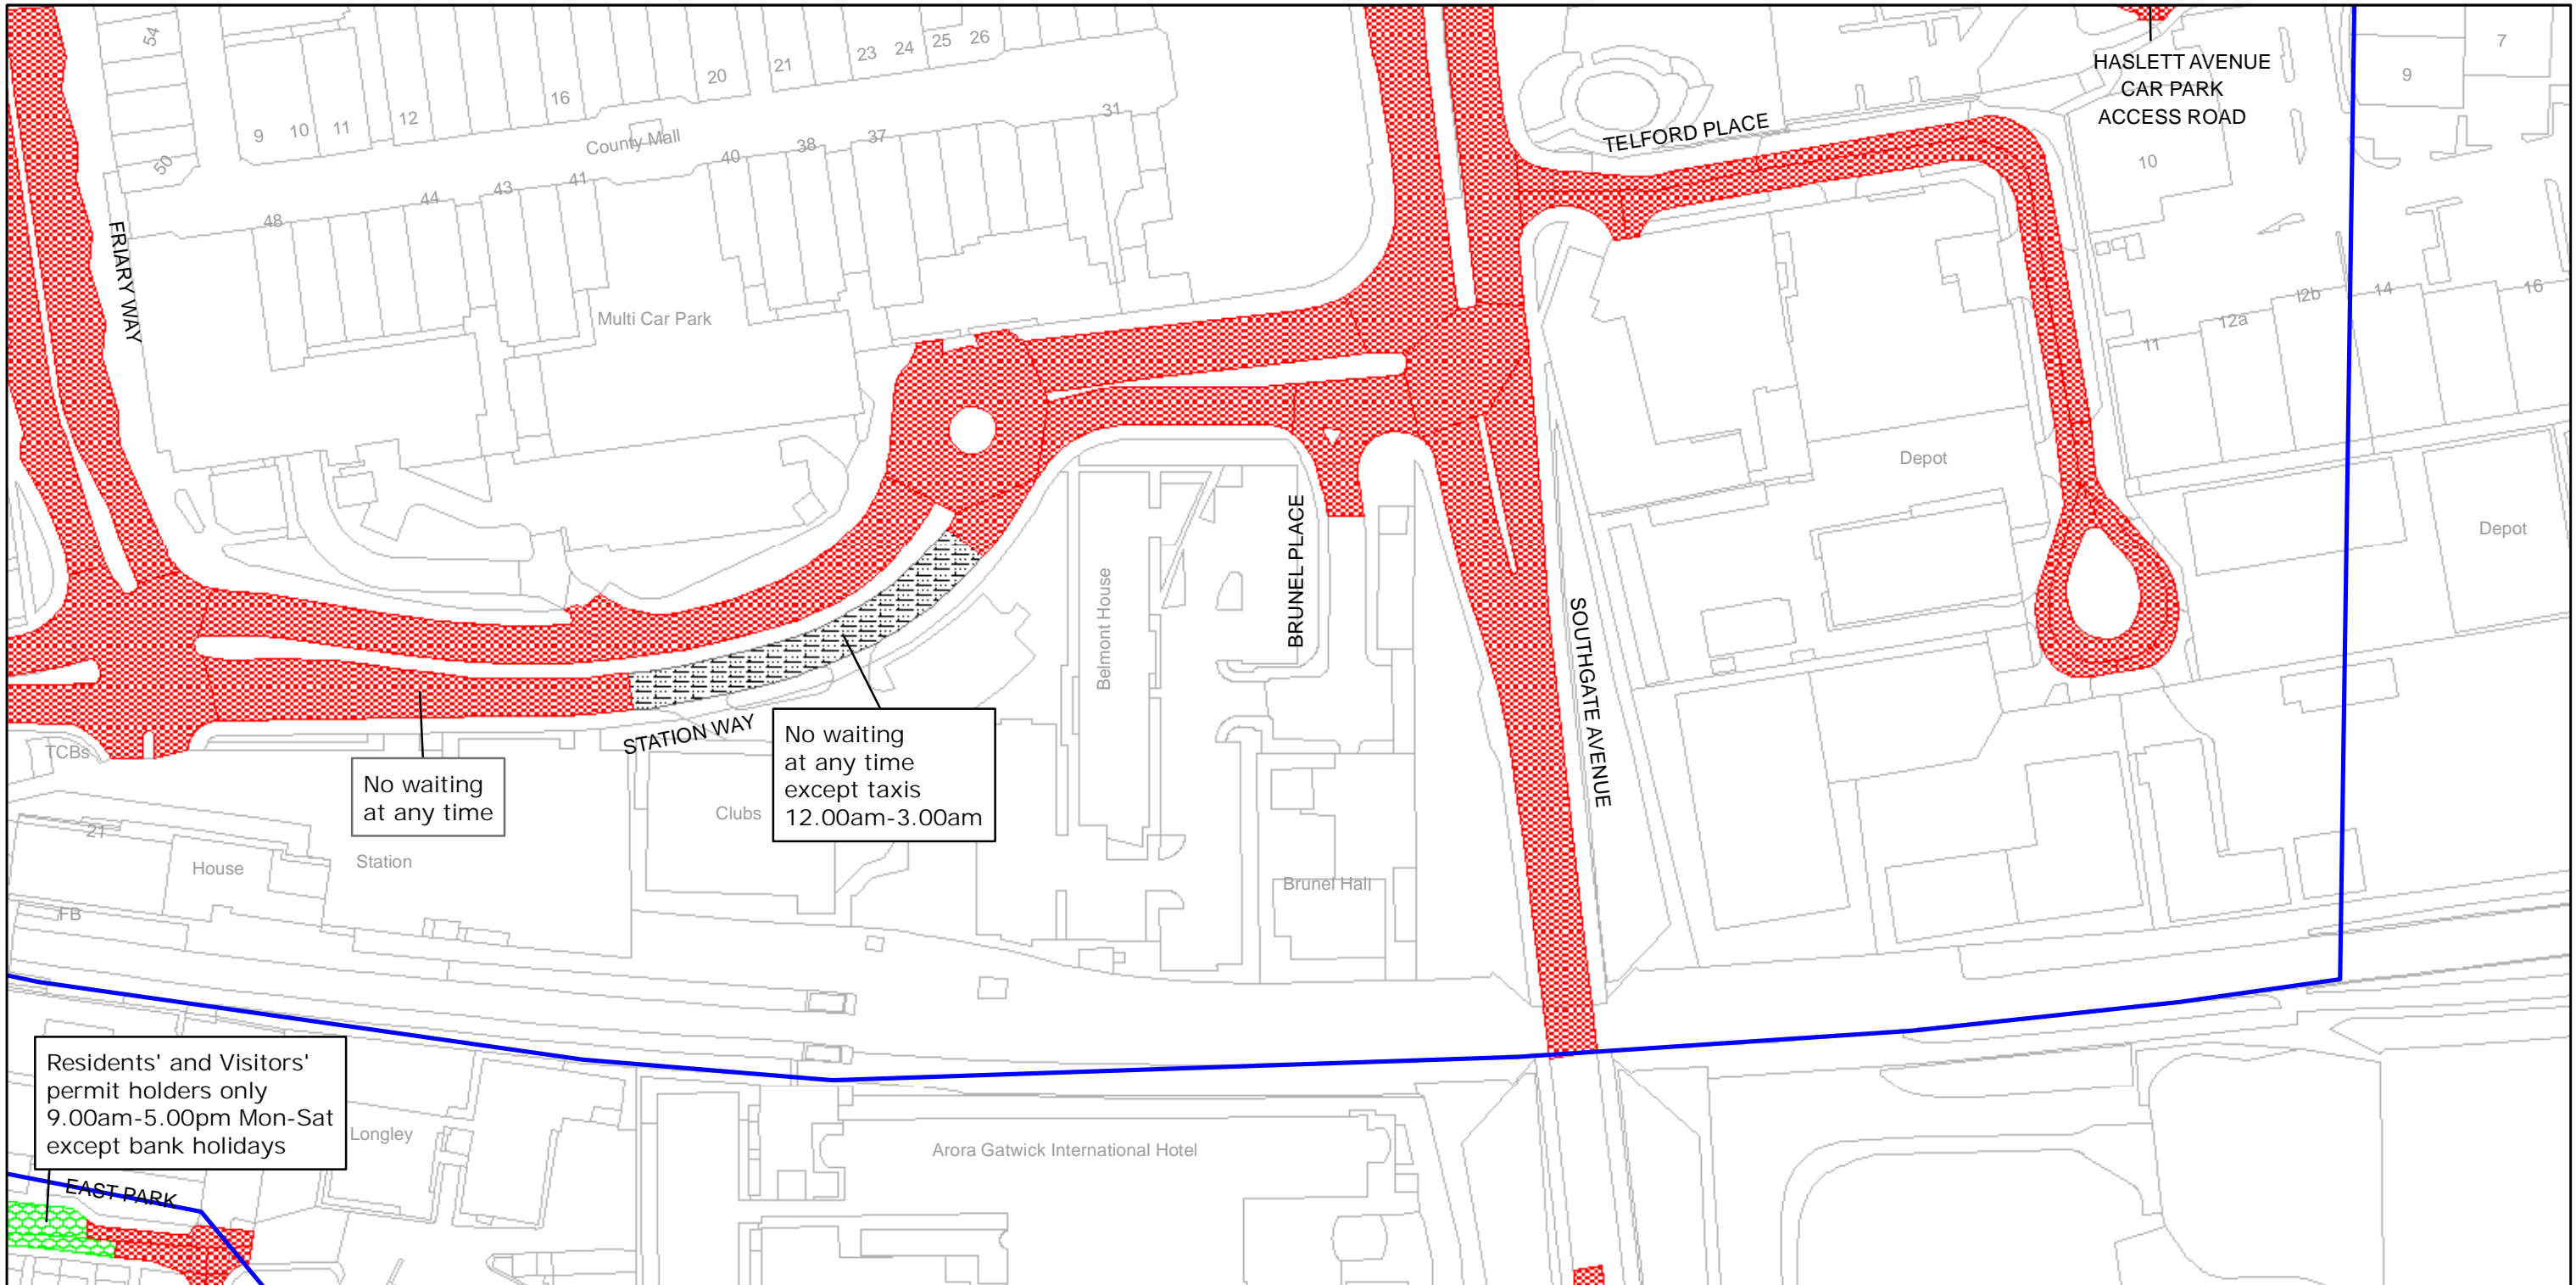 54
20
21
23
24
25
26
7
9
HASLETT AVENUE
CAR PARK
ACCESS ROAD
9
10
11
12
16
County Mall
31
50
48
44
43
41
40
38
37
TELFORD PLACE
10
FRIARY WAY
Multi Car Park
11
12a
12b
14
16
Depot
Depot
Belmont House
BRUNEL PLACE
SOUTHGATE AVENUE
STATION WAY
No waiting
at any time
except taxis
12.00am-3.00am
No waiting
at any time
TCBs
21
House
Station
Clubs
FB
Brunel Hall
Residents' and Visitors'
permit holders only
9.00am-5.00pm Mon-Sat
except bank holidays
Longley
Arora Gatwick International Hotel
EAST PARK